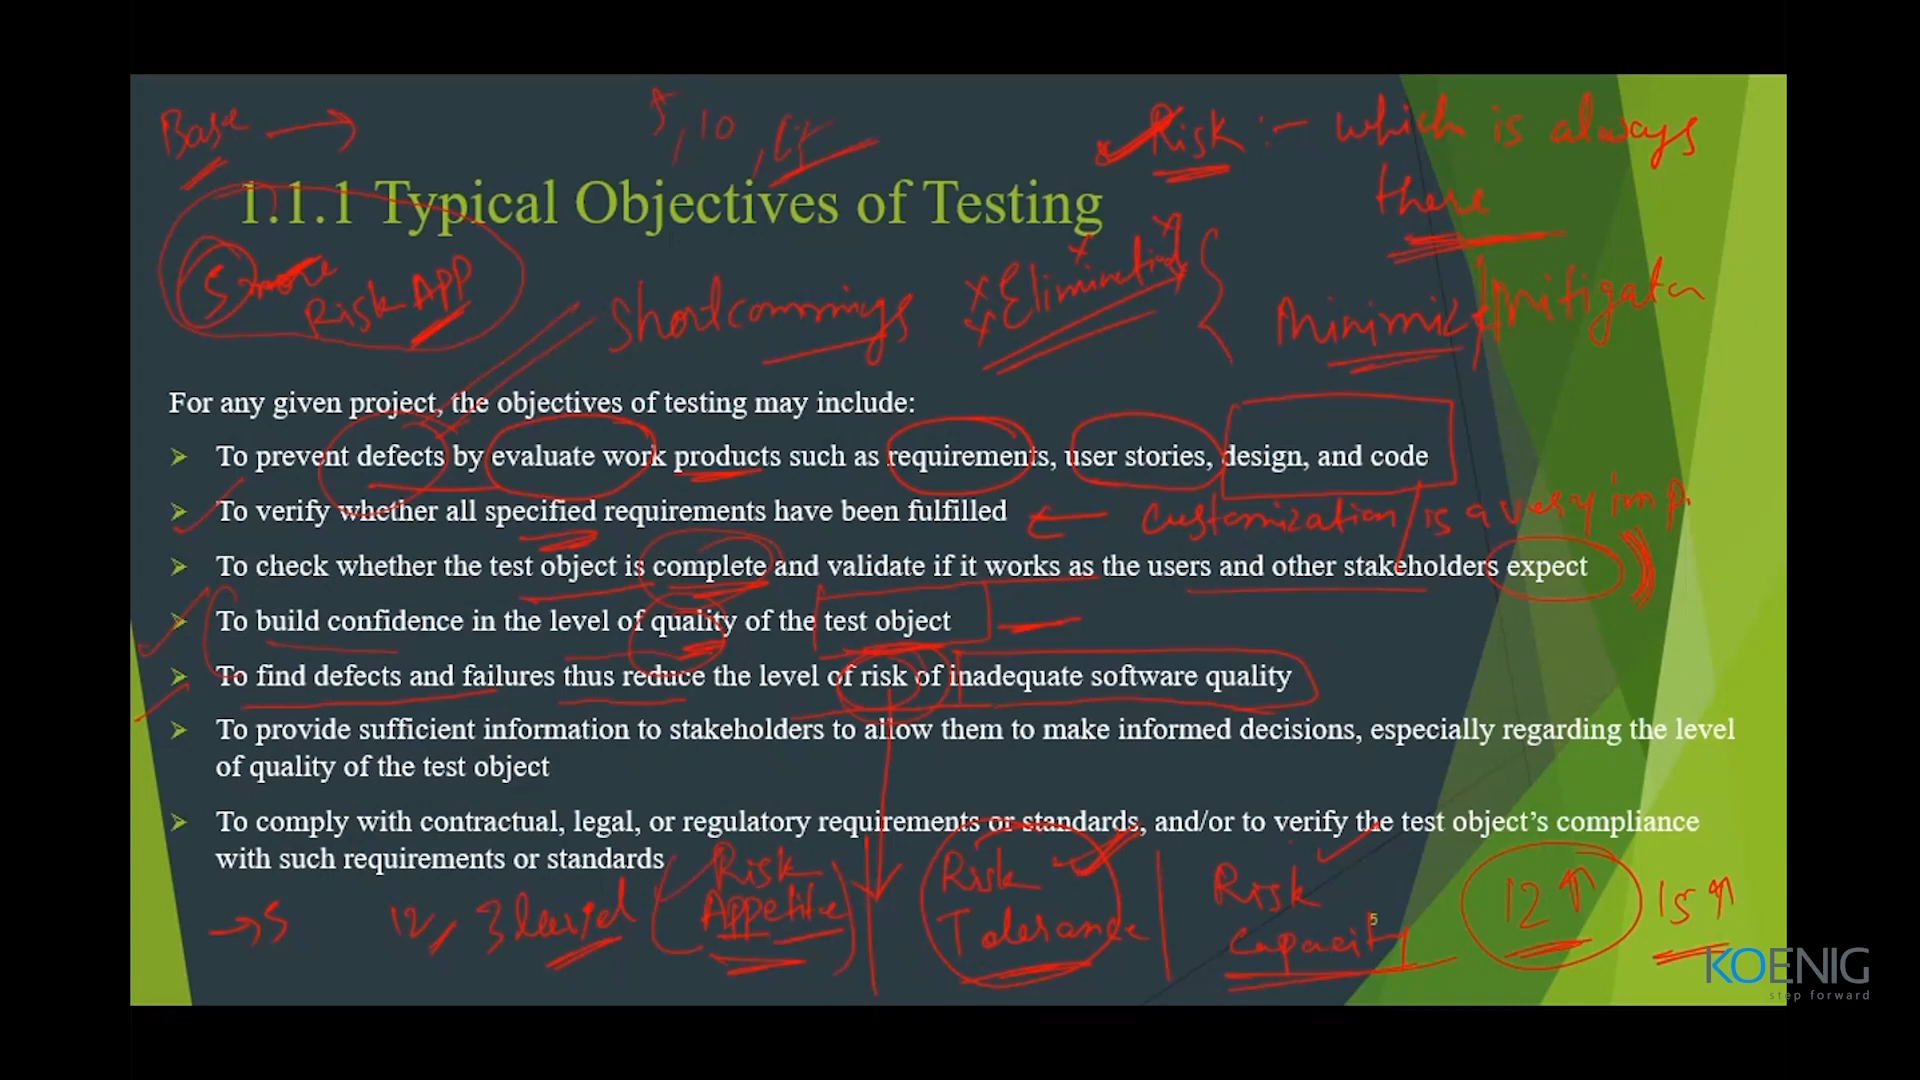 Base →
5, 10,
Risk :- which is always
there
1.1.1 Typical Objectives of Testing
5
Risk APP
Shortcommings
Elimination
Minimize/Mitigate
For any given project, the objectives of testing may include:
➤ To prevent defects by evaluate work products such as requirements, user stories, design, and code
➤ To verify whether all specified requirements have been fulfilled
← Customization is a very imp.
➤ To check whether the test object is complete and validate if it works as the users and other stakeholders expect
➤ To build confidence in the level of quality of the test object
➤ To find defects and failures thus reduce the level of risk of inadequate software quality
➤ To provide sufficient information to stakeholders to allow them to make informed decisions, especially regarding the level
of quality of the test object
➤ To comply with contractual, legal, or regulatory requirements or standards, and/or to verify the test object’s compliance
with such requirements or standards
→ 5
12, 3 level
Risk
Appetite
Risk
Tolerance
Risk
capacity
12↑
15↑
5
KOENIG
step forward